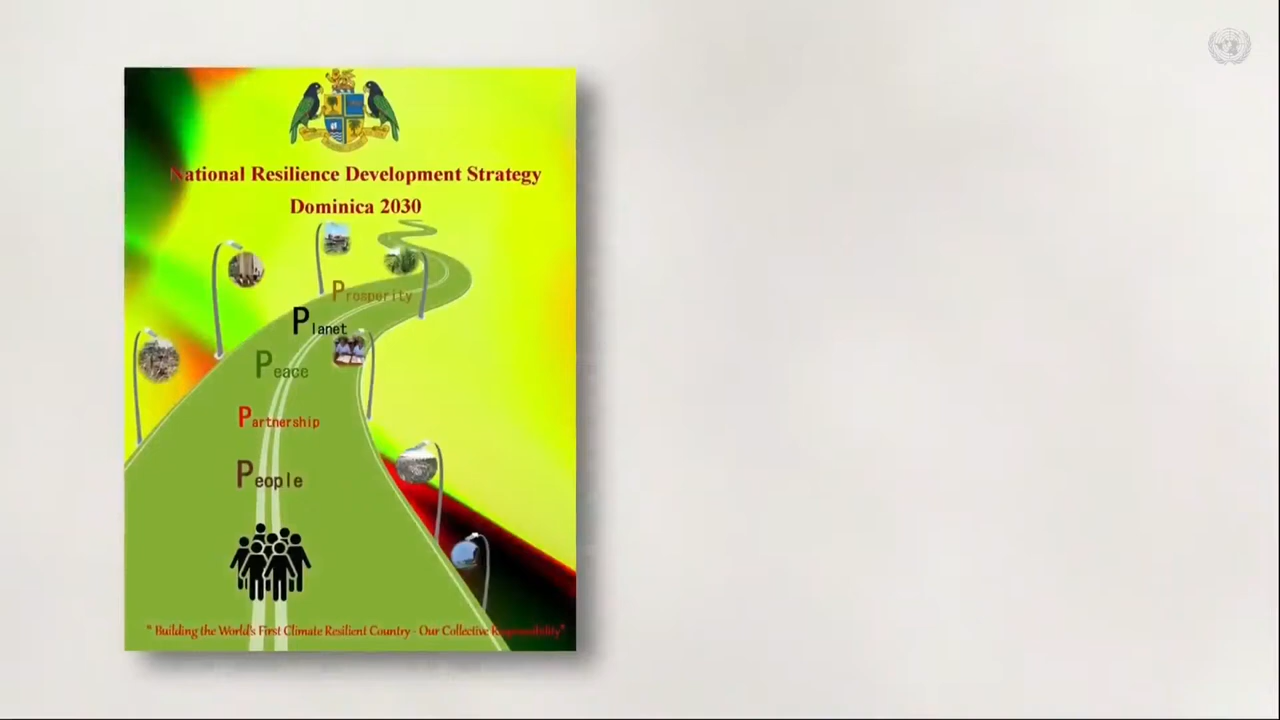 National Resilience Development Strategy
Dominica 2030
Prosperity
Planet
Peace
Partnership
People
" Building the World's First Climate Resilient Country - Our Collective Responsibility"